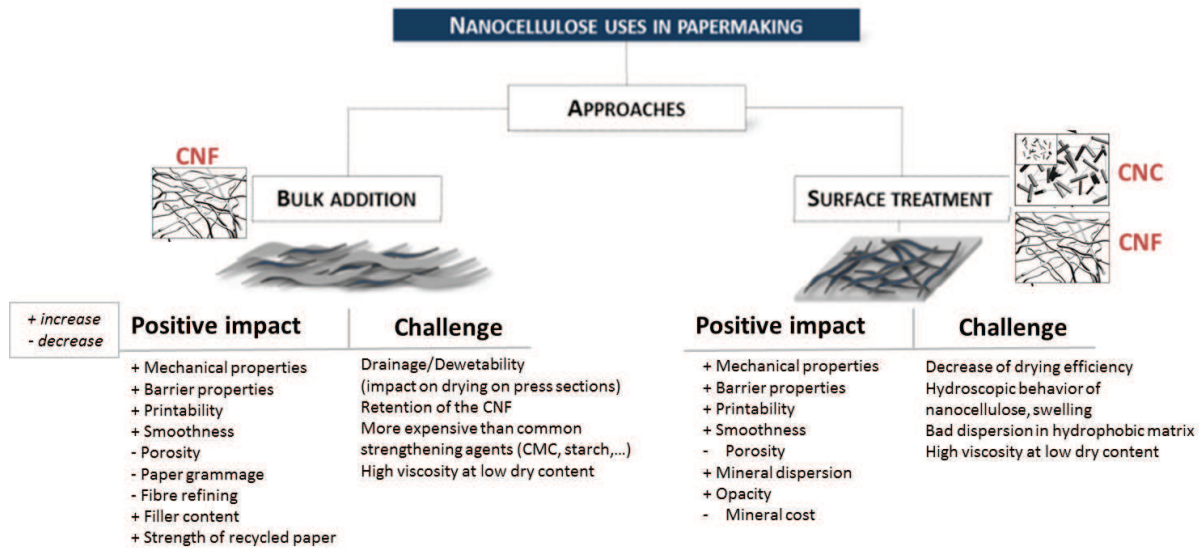 NANOCELLULOSE USES IN PAPERMAKING
APPROACHES
CNF
BULK ADDITION
SURFACE TREATMENT
CNC
CNF
+ increase
- decrease
Positive impact
Challenge
+ Mechanical properties
+ Barrier properties
+ Printability
+ Smoothness
- Porosity
- Paper grammage
- Fibre refining
+ Filler content
+ Strength of recycled paper
Drainage/Dewetability
(impact on drying on press sections)
Retention of the CNF
More expensive than common
strengthening agents (CMC, starch,...)
High viscosity at low dry content
Positive impact
Challenge
+ Mechanical properties
+ Barrier properties
+ Printability
+ Smoothness
- Porosity
+ Mineral dispersion
+ Opacity
- Mineral cost
Decrease of drying efficiency
Hydroscopic behavior of
nanocellulose, swelling
Bad dispersion in hydrophobic matrix
High viscosity at low dry content